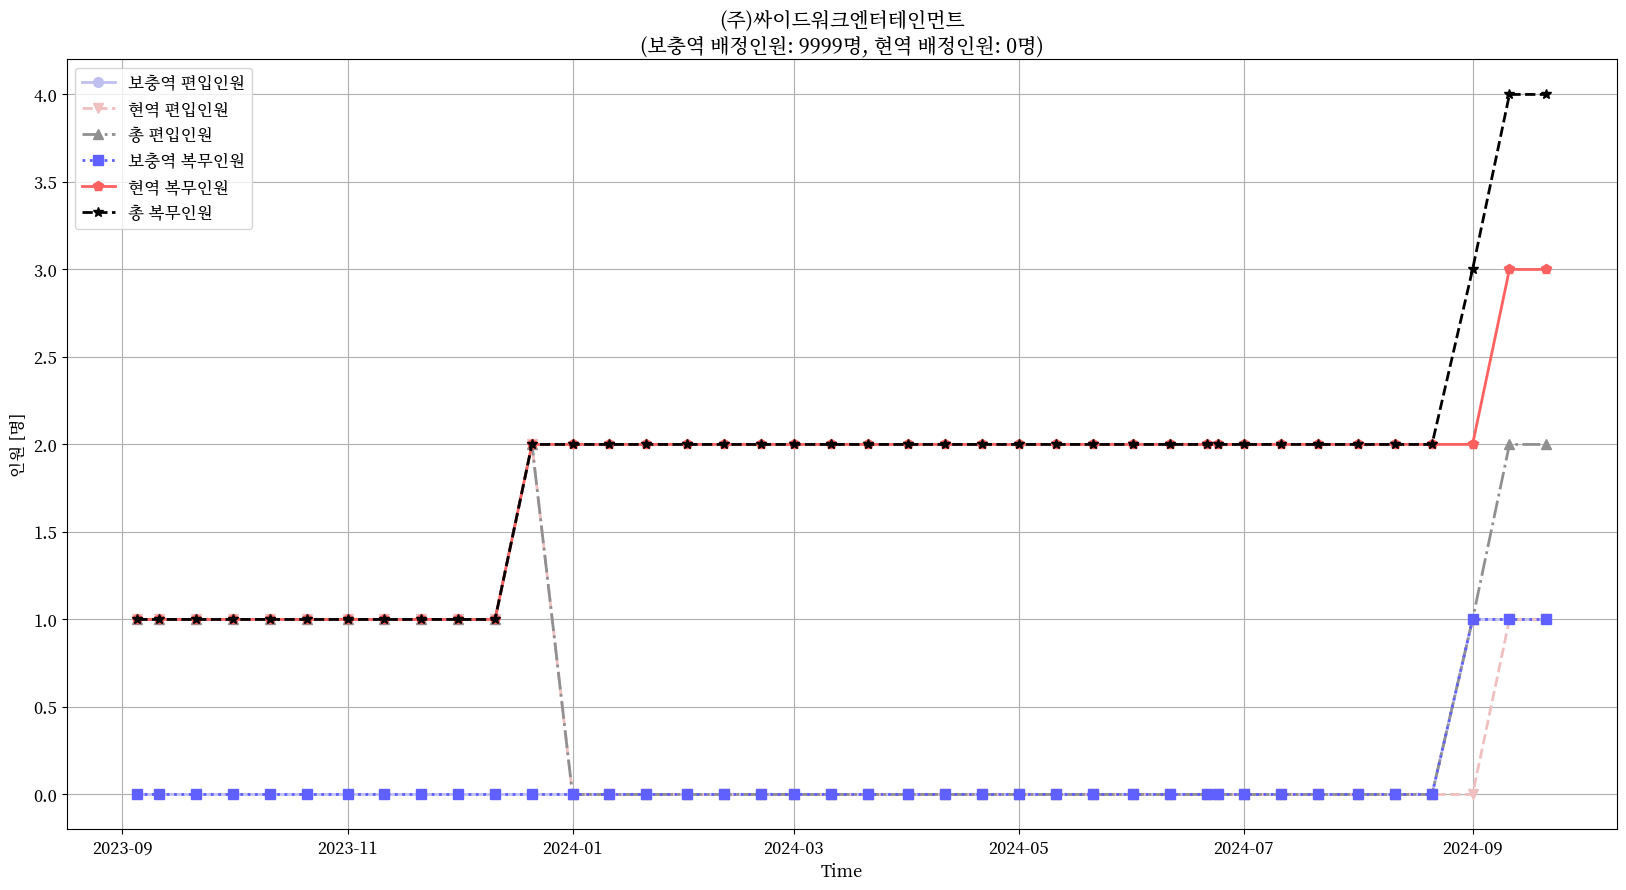 (주)싸이드워크엔터테인먼트
(보충역 배정인원: 9999명, 현역 배정인원: 0명)
보충역 편입인원
현역 편입인원
총 편입인원
보충역 복무인원
현역 복무인원
총 복무인원
4.0
3.5
3.0
2.5
2.0
1.5
1.0
0.5
0.0
인원 [명]
2023-09 2023-11 2024-01 2024-03 2024-05 2024-07 2024-09
Time